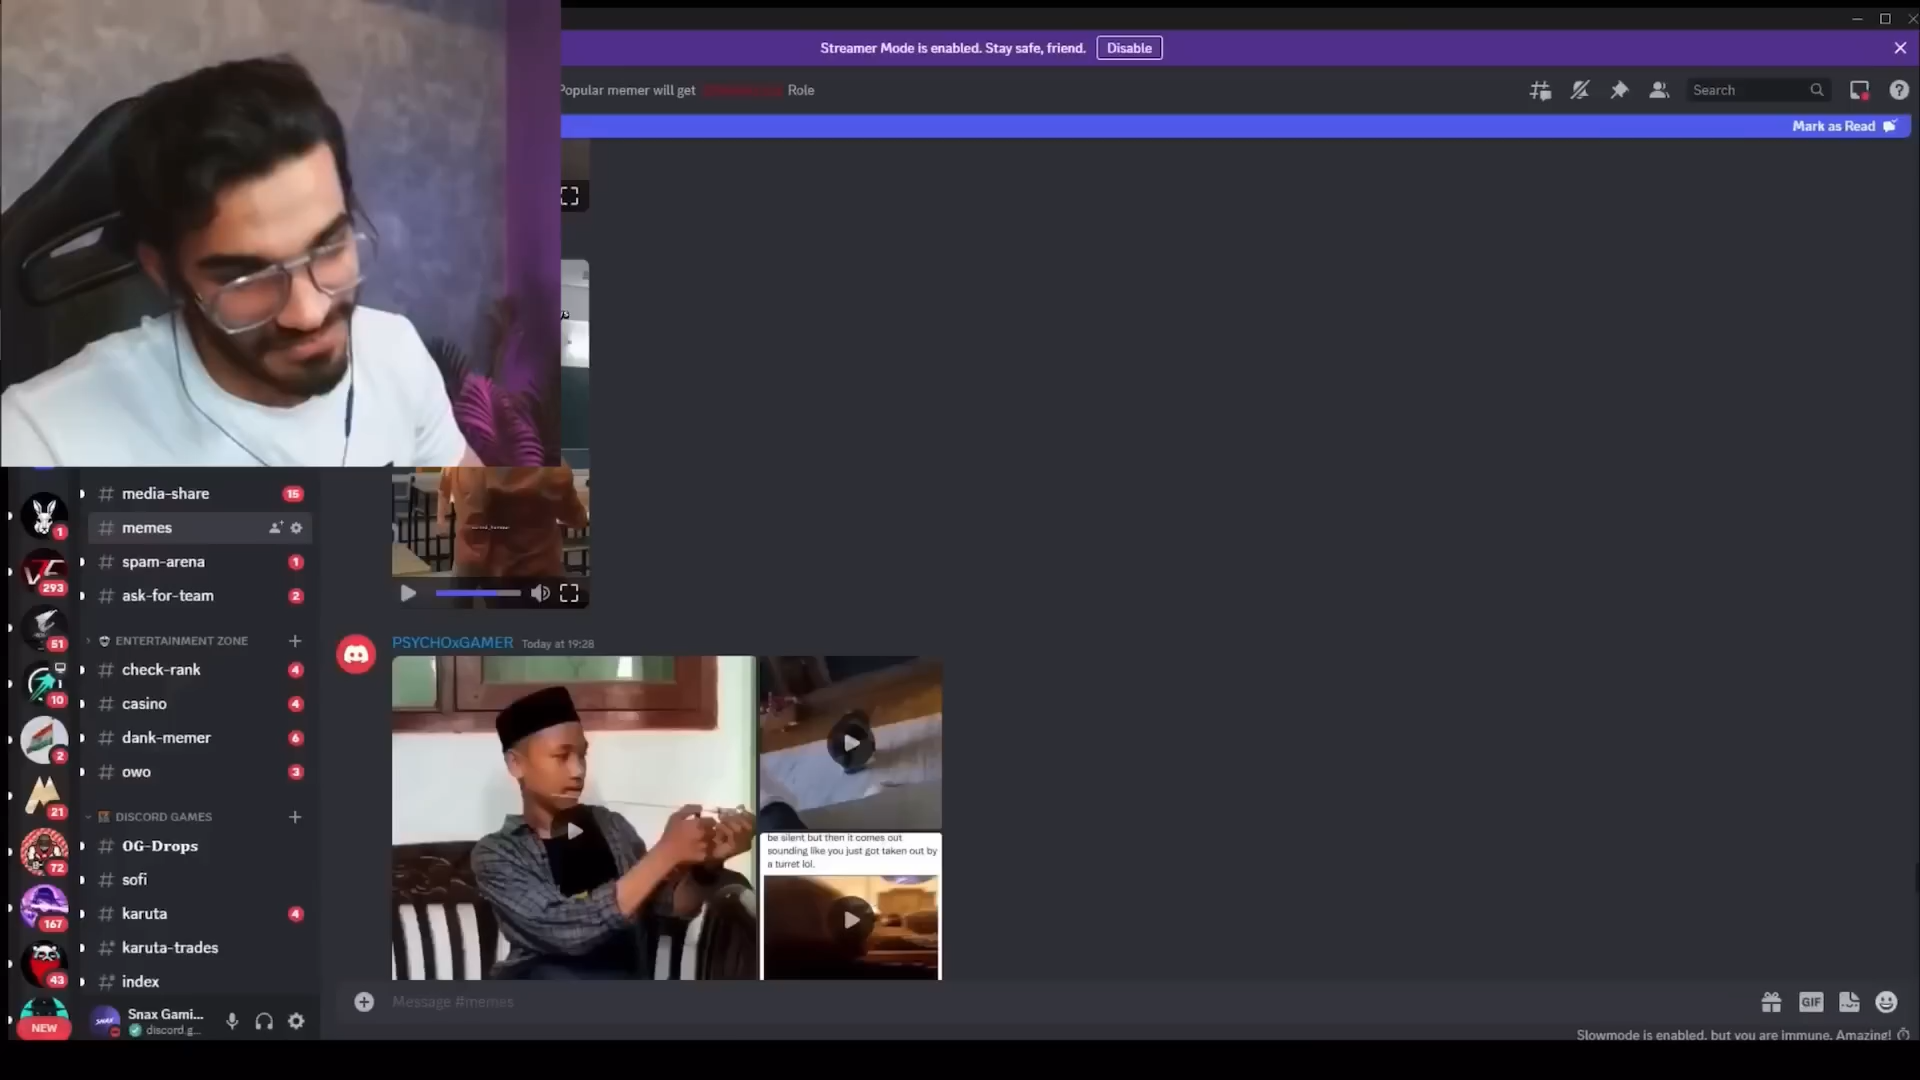 Streamer Mode is enabled. Stay safe, friend. Disable
Popular memer will get
Role
Search
Mark as Read
media-share 15
memes
spam-arena 1
ask-for-team 2
ENTERTAINMENT ZONE
check-rank 4
casino 4
dank-memer 6
owo 3
DISCORD GAMES
OG-Drops
sofi
karuta 4
karuta-trades
index
1
293
51
10
2
21
72
167
43
NEW
SNAX
Snax Gami...
discord.g...
PSYCHOxGAMER Today at 19:28
be silent but then it comes out
sounding like you just got taken out by
a turret lol.
Message #memes
GIF
Slowmode is enabled, but you are immune. Amazing!